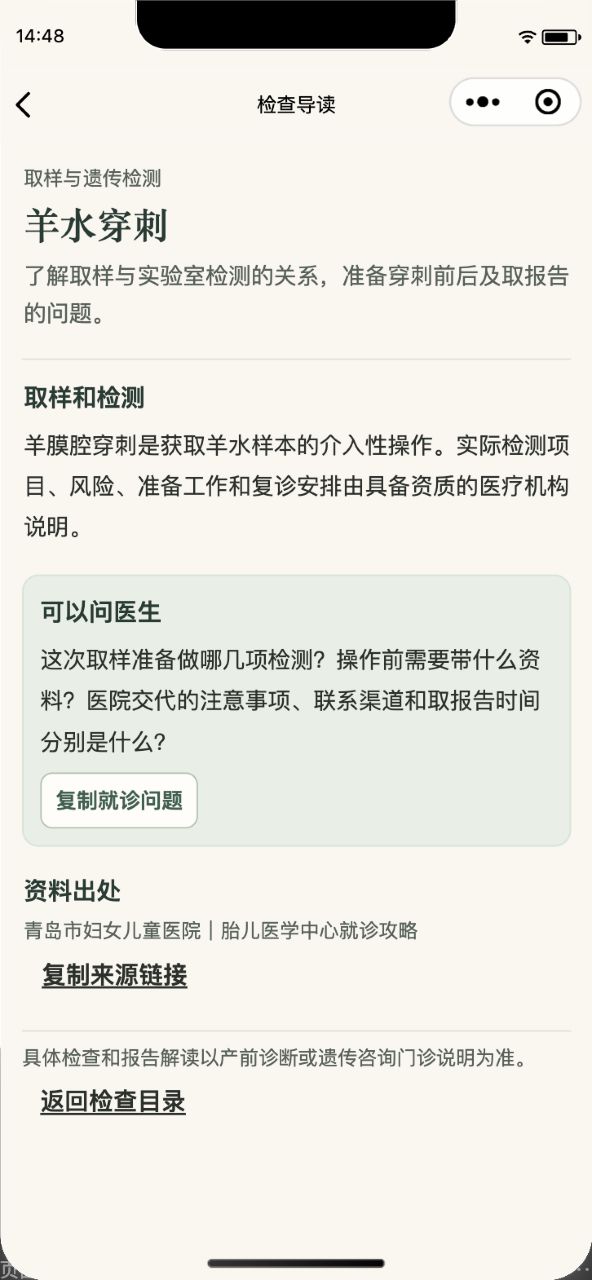 14:48
检查导读
取样与遗传检测
羊水穿刺
了解取样与实验室检测的关系，准备穿刺前后及取报告
的问题。
取样和检测
羊膜腔穿刺是获取羊水样本的介入性操作。实际检测项
目、风险、准备工作和复诊安排由具备资质的医疗机构
说明。
可以问医生
这次取样准备做哪几项检测？操作前需要带什么资
料？医院交代的注意事项、联系渠道和取报告时间
分别是什么？
复制就诊问题
资料出处
青岛市妇女儿童医院｜胎儿医学中心就诊攻略
复制来源链接
具体检查和报告解读以产前诊断或遗传咨询门诊说明为准。
返回检查目录